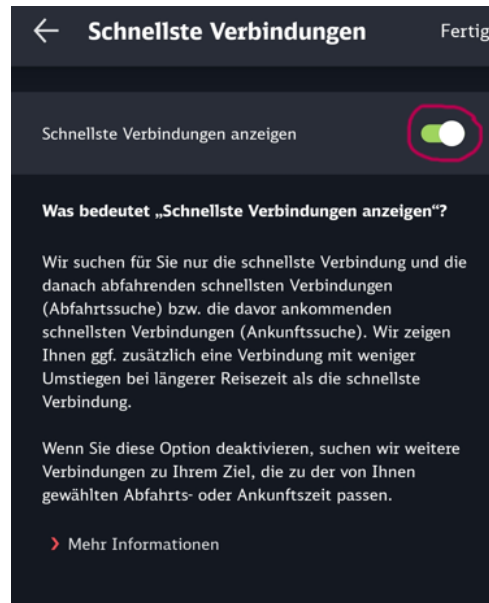 Schnellste Verbindungen
Fertig
Schnellste Verbindungen anzeigen
Was bedeutet „Schnellste Verbindungen anzeigen“?
Wir suchen für Sie nur die schnellste Verbindung und die
danach abfahrenden schnellsten Verbindungen
(Abfahrtssuche) bzw. die davor ankommenden
schnellsten Verbindungen (Ankunftssuche). Wir zeigen
Ihnen ggf. zusätzlich eine Verbindung mit weniger
Umstiegen bei längerer Reisezeit als die schnellste
Verbindung.
Wenn Sie diese Option deaktivieren, suchen wir weitere
Verbindungen zu Ihrem Ziel, die zu der von Ihnen
gewählten Abfahrts- oder Ankunftszeit passen.
Mehr Informationen